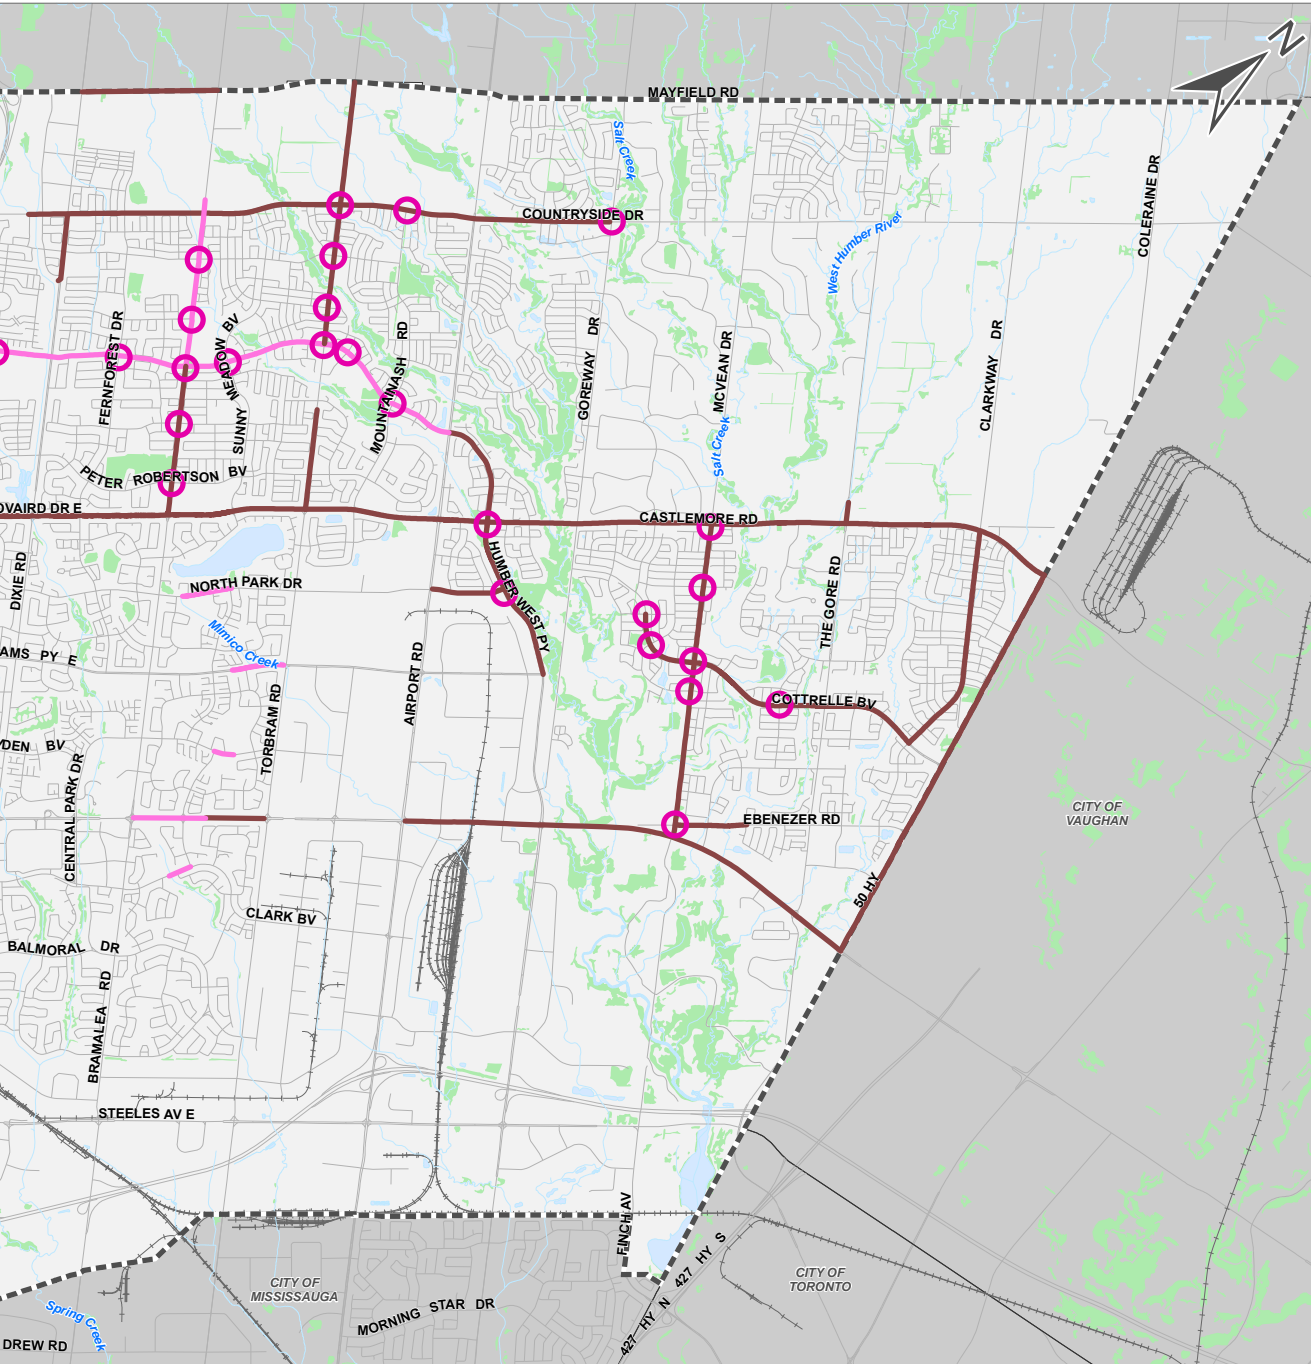 N
MAYFIELD RD
Salt Creek
COUNTRYSIDE DR
COLERAINE DR
West Humber River
FERNFOREST DR
SUNNY MEADOW BV
MOUNTAINASH RD
GOREWAY DR
MCVEAN DR
CLARKWAY DR
Salt Creek
PETER ROBERTSON BV
OVAIRD DR E
CASTLEMORE RD
DIXIE RD
NORTH PARK DR
HUMBER WEST PY
THE GORE RD
Mimico Creek
AMS PY E
AIRPORT RD
TORBRAM RD
COTTRELLE BV
DEN BV
CENTRAL PARK DR
EBENEZER RD
CITY OF
VAUGHAN
50 HY
CLARK BV
BALMORAL DR
BRAMALEA RD
STEELES AV E
FINCH AV
427 HY S
CITY OF
MISSISSAUGA
CITY OF
TORONTO
MORNING STAR DR
427 HY N
Spring Creek
DREW RD